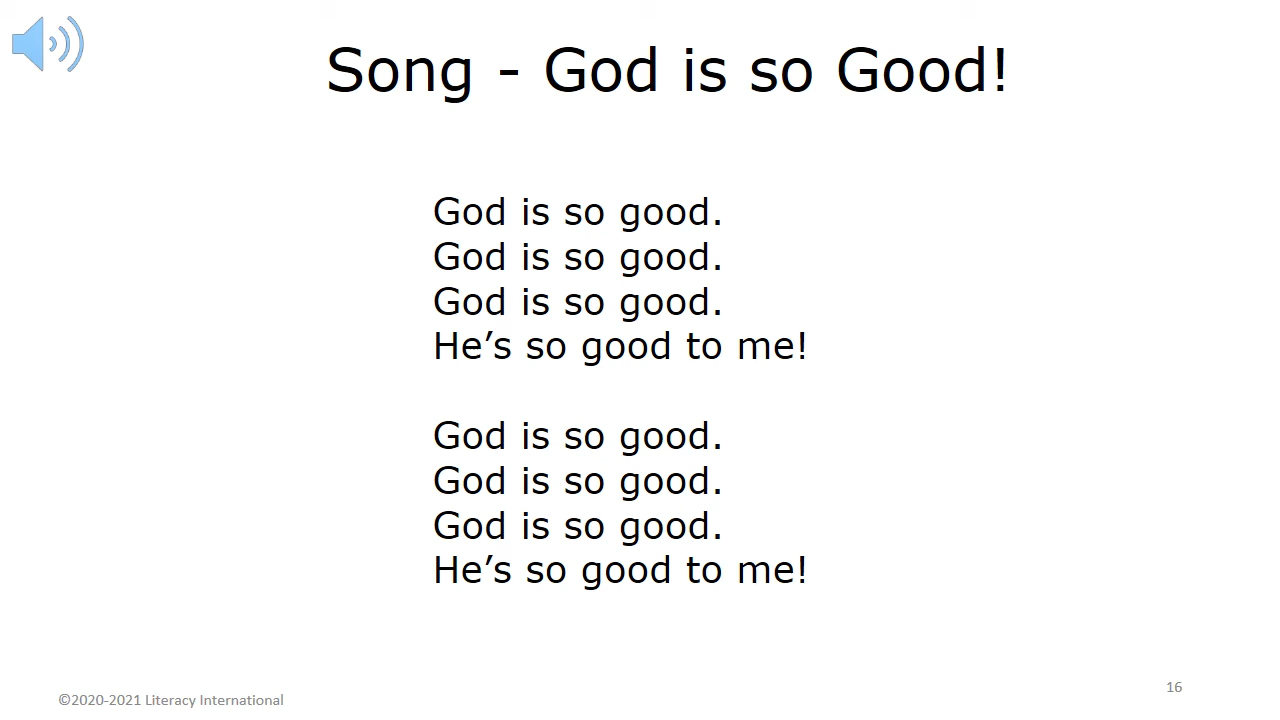 Song - God is so Good!
God is so good.
God is so good.
God is so good.
He’s so good to me!
God is so good.
God is so good.
God is so good.
He’s so good to me!
©2020-2021 Literacy International
16